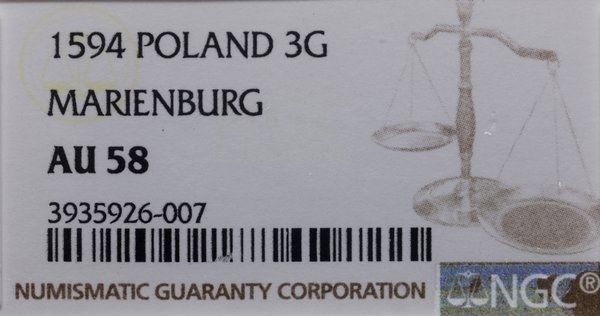 1594 POLAND 3G
MARIENBURG
AU 58
3935926-007
NUMISMATIC GUARANTY CORPORATION
NGC®